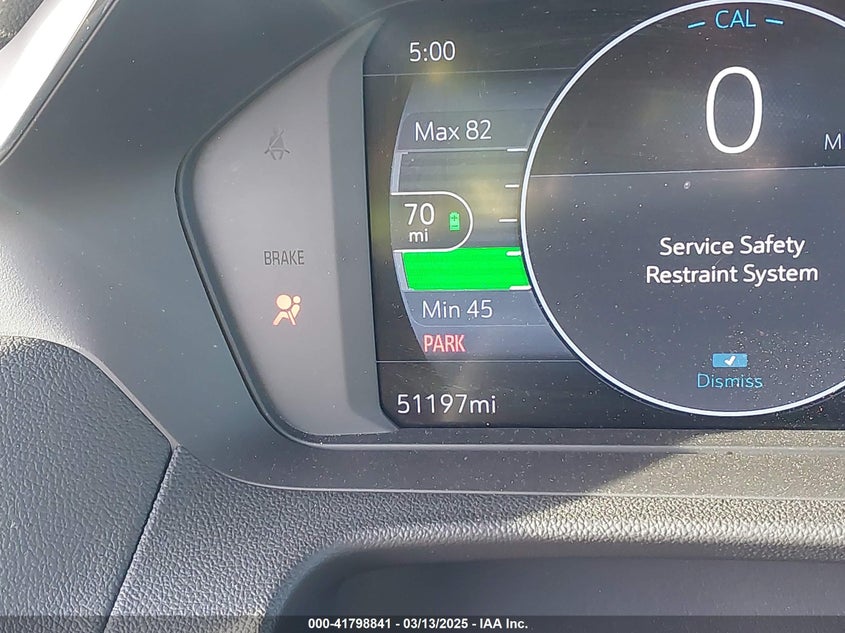 CAL
5:00
0
M
Max 82
70
mi
Service Safety
Restraint System
BRAKE
Min 45
PARK
Dismiss
51197mi
000-41798841 - 03/13/2025 - IAA Inc.